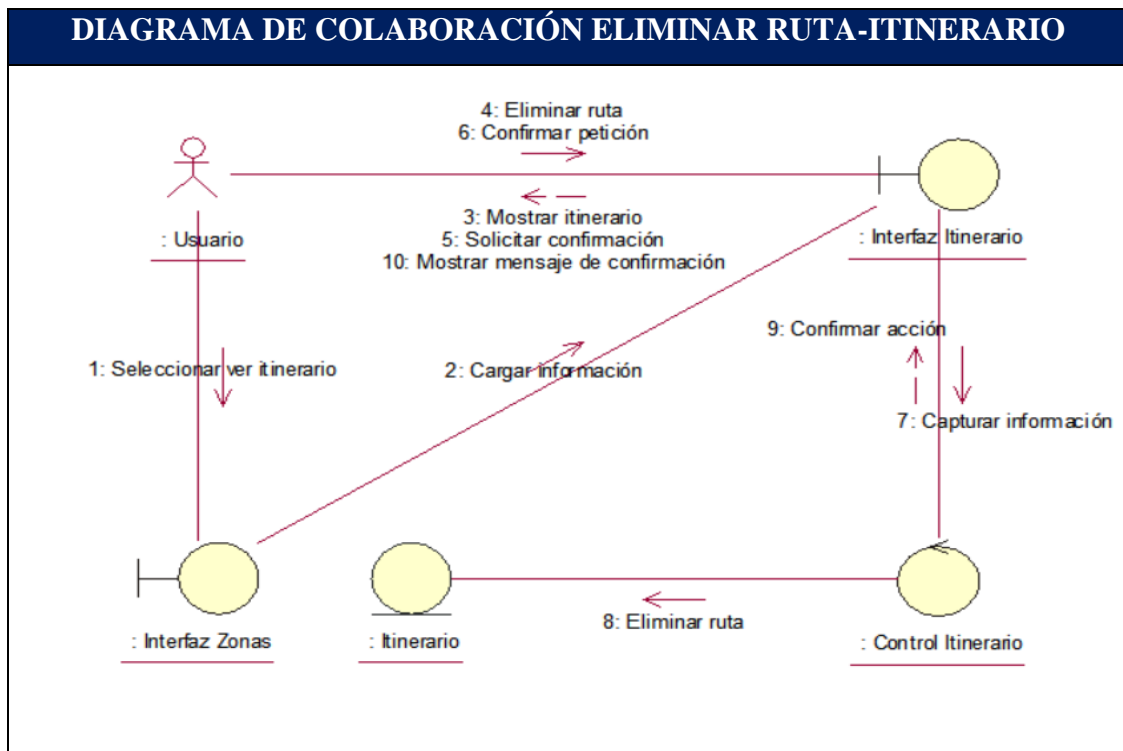 DIAGRAMA DE COLABORACIÓN ELIMINAR RUTA-ITINERARIO
4: Eliminar ruta
6: Confirmar petición
3: Mostrar itinerario
5: Solicitar confirmación
10: Mostrar mensaje de confirmación
: Usuario
: Interfaz Itinerario
9: Confirmar acción
1: Seleccionar ver itinerario
2: Cargar información
7: Capturar información
8: Eliminar ruta
: Interfaz Zonas
: Itinerario
: Control Itinerario